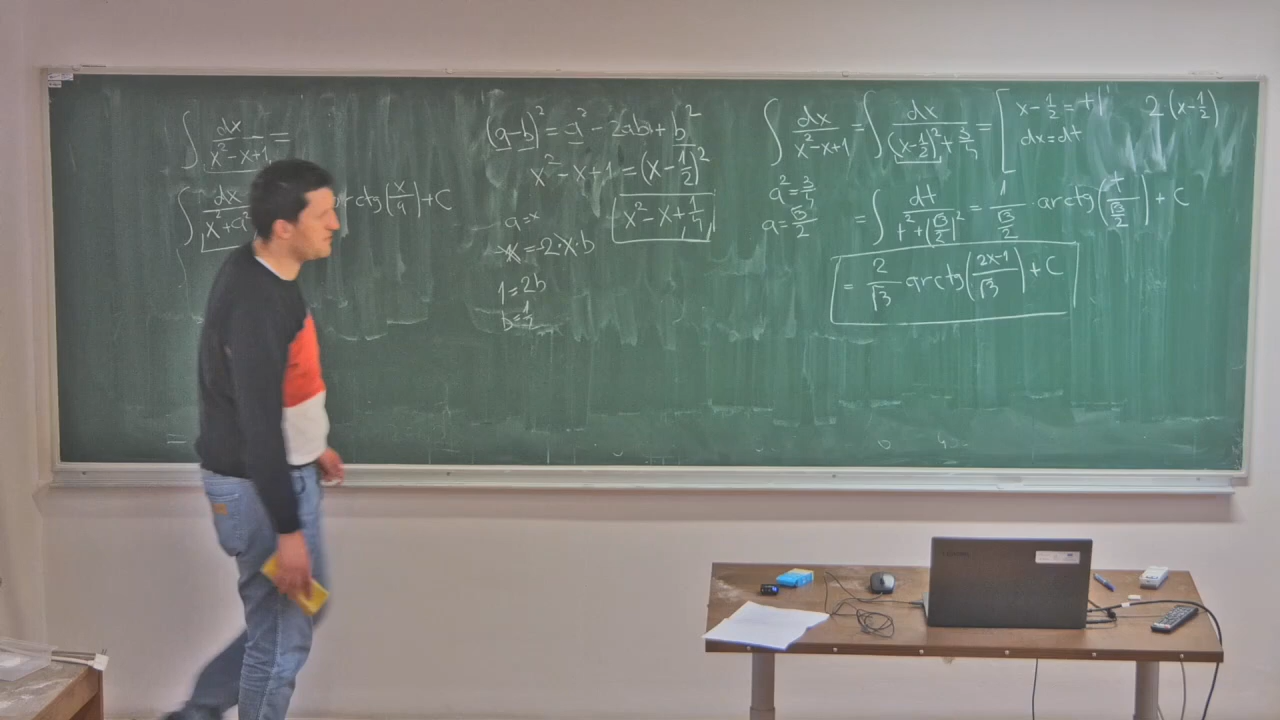 ∫ dx/(x²-x+1) =
∫ dx/(x²+a²) arctg(x/a)+C
(a-b)² = a² - 2ab + b²
x²-x+1 = (x-1/2)²
x²-x+1/4
a=x
-x = -2·x·b
1=2b
b=1/2
∫ dx/(x²-x+1) = ∫ dx/((x-1/2)²+3/4) = [ x-1/2=t
dx=dt
2(x-1/2)
a²=3/4
a=√3/2
= ∫ dt/(t²+(√3/2)²) = 1/(√3/2) · arctg(t/(√3/2))+C
= 2/√3 arctg((2x-1)/√3)+C